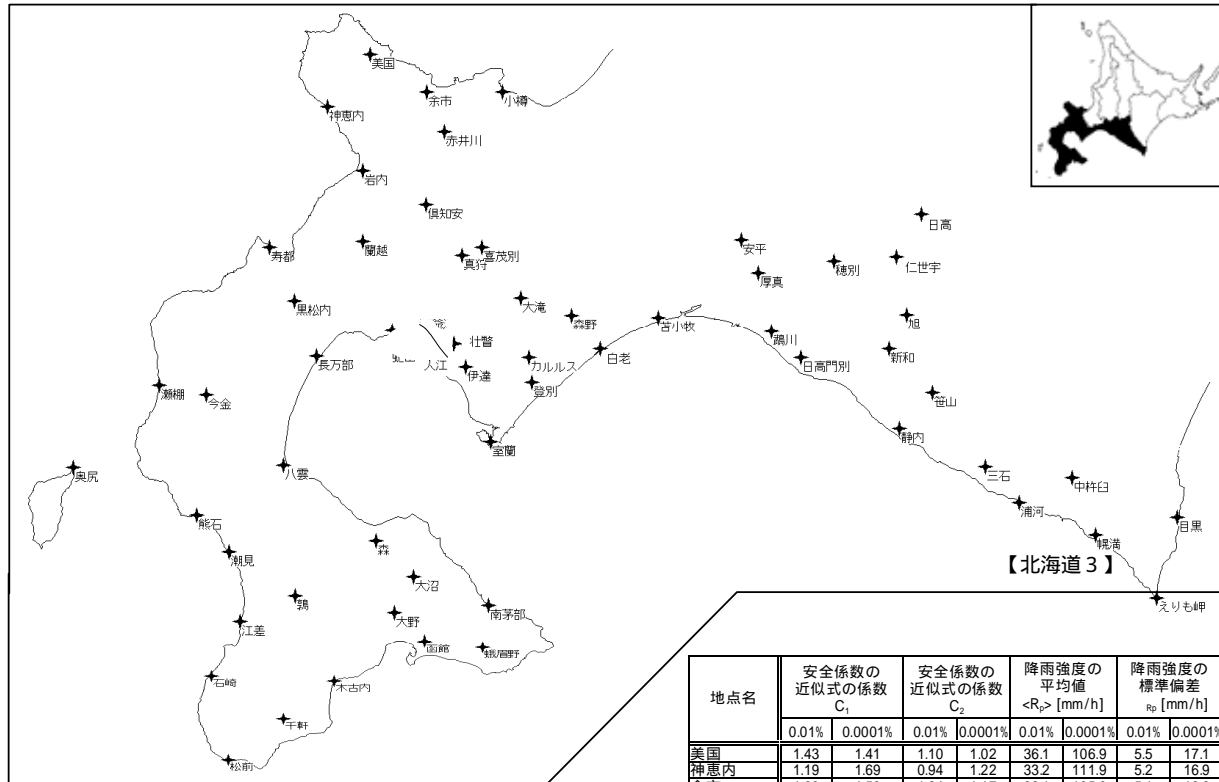 美国
余市
小樽
神恵内
赤井川
岩内
倶知安
日高
蘭越
喜茂別
安平
寿都
真狩
穂別
仁世宇
厚真
大滝
黒松内
森野
苫小牧
旭
鵡川
壮瞥
白老
新和
長万部
カルルス
日高門別
伊達
登別
瀬棚
今金
笹山
静内
室蘭
八雲
三石
奥尻
中杵臼
浦河
熊石
目黒
幌満
森
潮見
【北海道３】
大沼
鶉
えりも岬
南茅部
大野
江差
函館
蛾眉野
石崎
木古内
千軒
松前
地点名 安全係数の近似式の係数 C₁ 安全係数の近似式の係数 C₂ 降雨強度の平均値 <Rₚ> [mm/h] 降雨強度の標準偏差 Rp [mm/h]
0.01% 0.0001% 0.01% 0.0001% 0.01% 0.0001% 0.01% 0.0001%
美国 1.43 1.41 1.10 1.02 36.1 106.9 5.5 17.1
神恵内 1.19 1.69 0.94 1.22 33.2 111.9 5.2 16.9